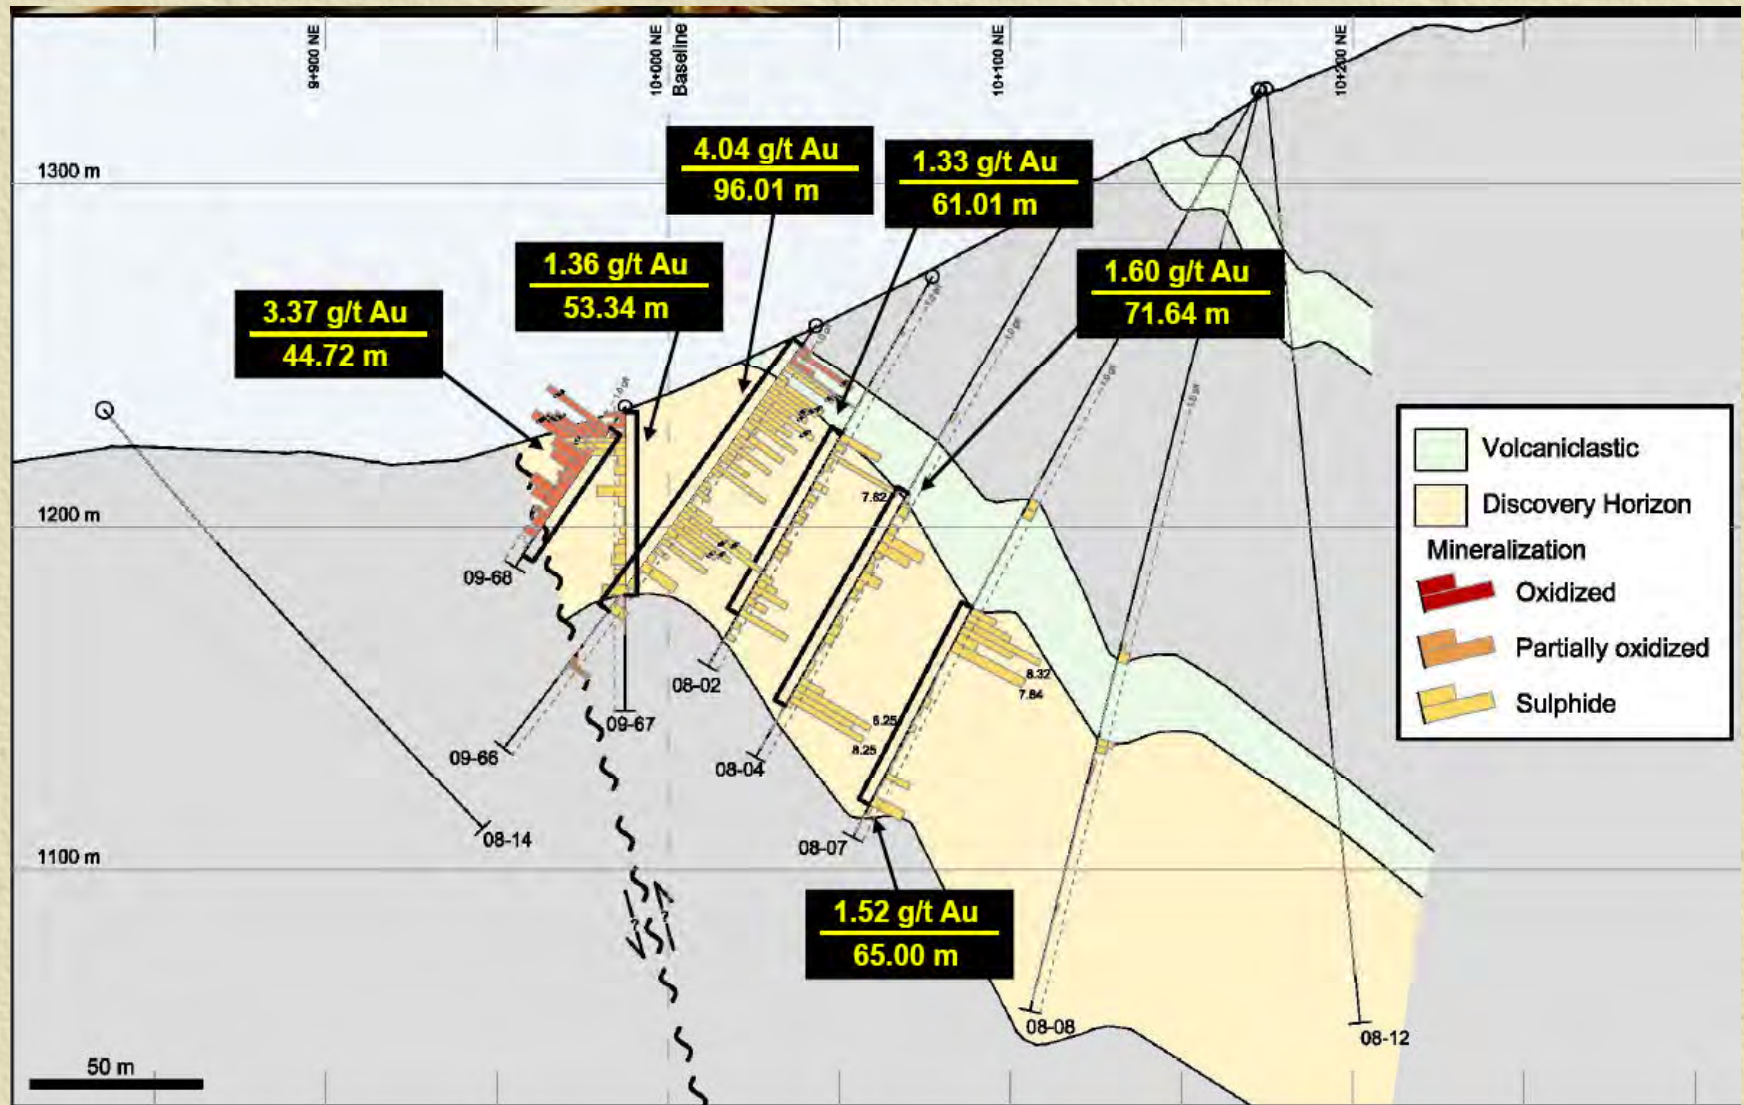 9+900 NE
10+000 NE
Baseline
10+100 NE
10+200 NE
1300 m
4.04 g/t Au
96.01 m
1.33 g/t Au
61.01 m
1.36 g/t Au
53.34 m
1.60 g/t Au
71.64 m
3.37 g/t Au
44.72 m
Volcaniclastic
Discovery Horizon
Mineralization
Oxidized
Partially oxidized
Sulphide
1200 m
7.62
09-68
8.32
7.84
08-02
6.25
8.25
09-67
09-66
08-04
08-14
08-07
1100 m
?
?
1.52 g/t Au
65.00 m
08-08
08-12
50 m